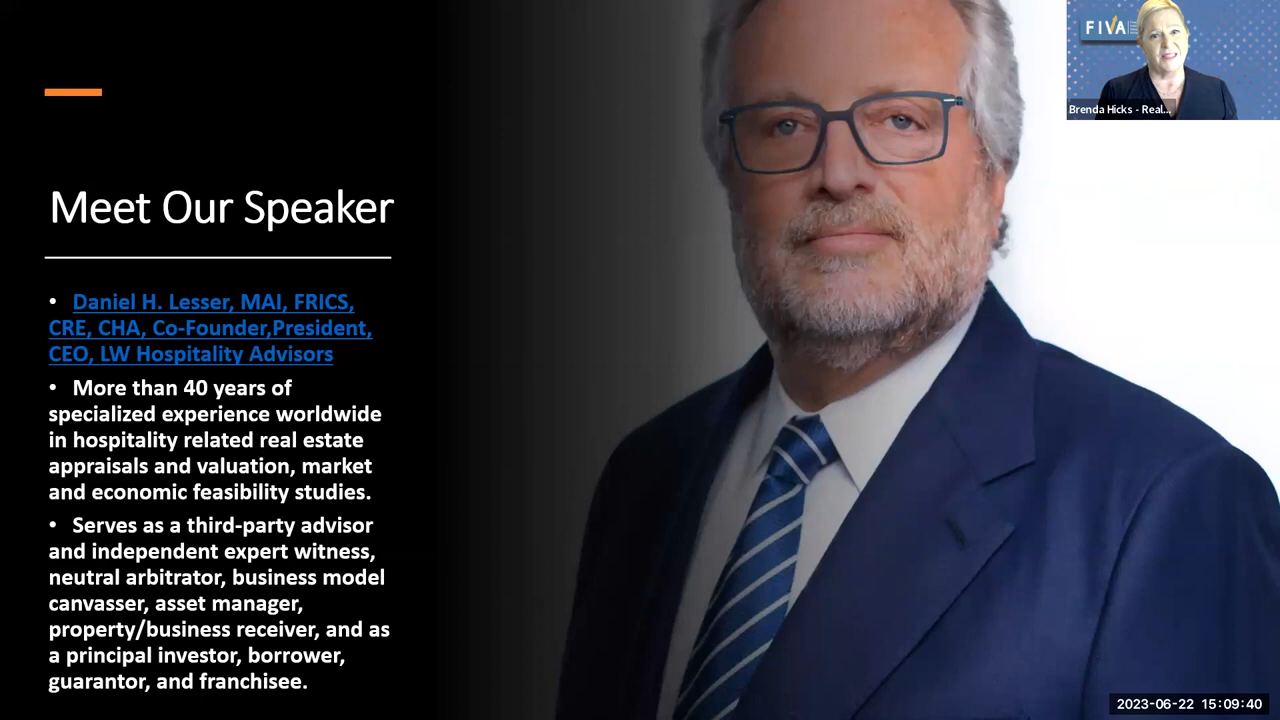 Meet Our Speaker
• Daniel H. Lesser, MAI, FRICS,
CRE, CHA, Co-Founder,President,
CEO, LW Hospitality Advisors
• More than 40 years of
specialized experience worldwide
in hospitality related real estate
appraisals and valuation, market
and economic feasibility studies.
• Serves as a third-party advisor
and independent expert witness,
neutral arbitrator, business model
canvasser, asset manager,
property/business receiver, and as
a principal investor, borrower,
guarantor, and franchisee.
FIVA
Brenda Hicks - Real...
2023-06-22 15:09:40